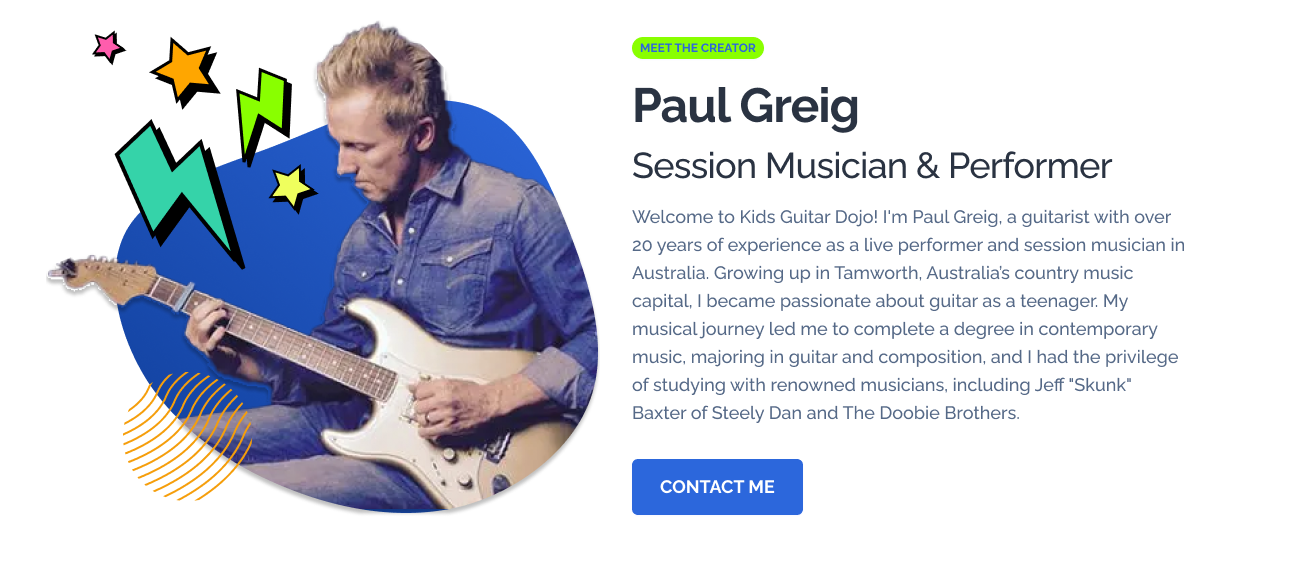 MEET THE CREATOR
Paul Greig
Session Musician & Performer
Welcome to Kids Guitar Dojo! I'm Paul Greig, a guitarist with over
20 years of experience as a live performer and session musician in
Australia. Growing up in Tamworth, Australia’s country music
capital, I became passionate about guitar as a teenager. My
musical journey led me to complete a degree in contemporary
music, majoring in guitar and composition, and I had the privilege
of studying with renowned musicians, including Jeff "Skunk"
Baxter of Steely Dan and The Doobie Brothers.
CONTACT ME